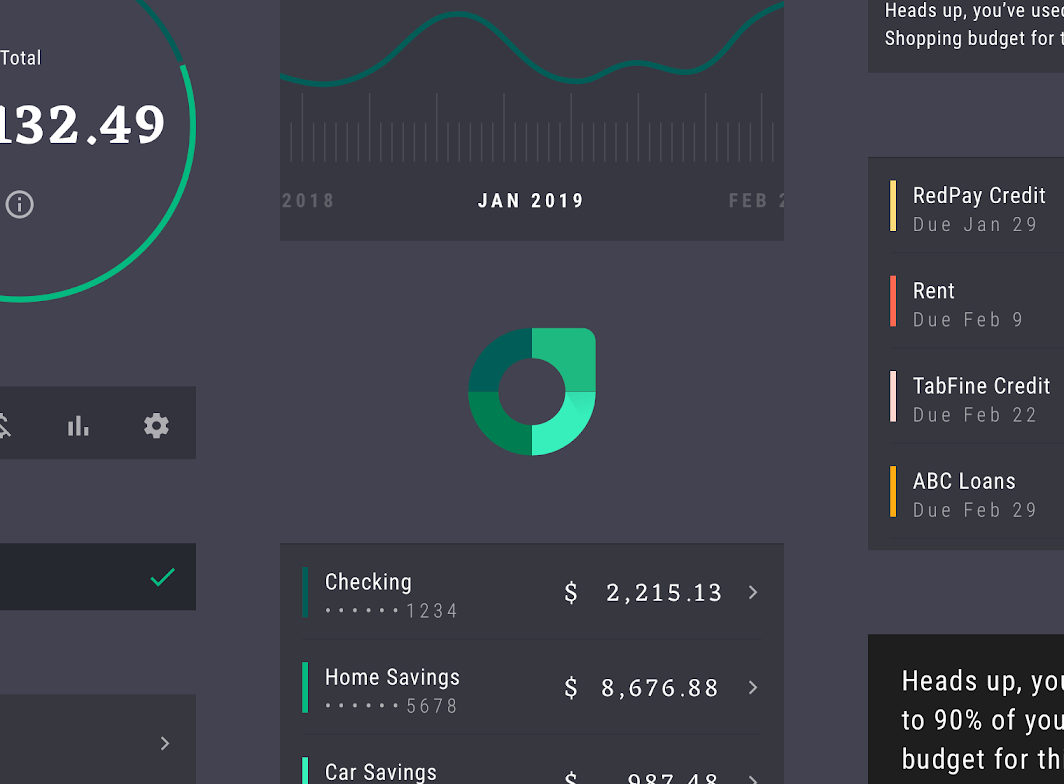 Total
132.49
2018
JAN 2019
FEB 2
Checking
• • • • • • 1234
$ 2,215.13
Home Savings
• • • • • • 5678
$ 8,676.88
Car Savings
$ 987.48
Heads up, you’ve used
Shopping budget for t
RedPay Credit
Due Jan 29
Rent
Due Feb 9
TabFine Credit
Due Feb 22
ABC Loans
Due Feb 29
Heads up, you
to 90% of you
budget for thi